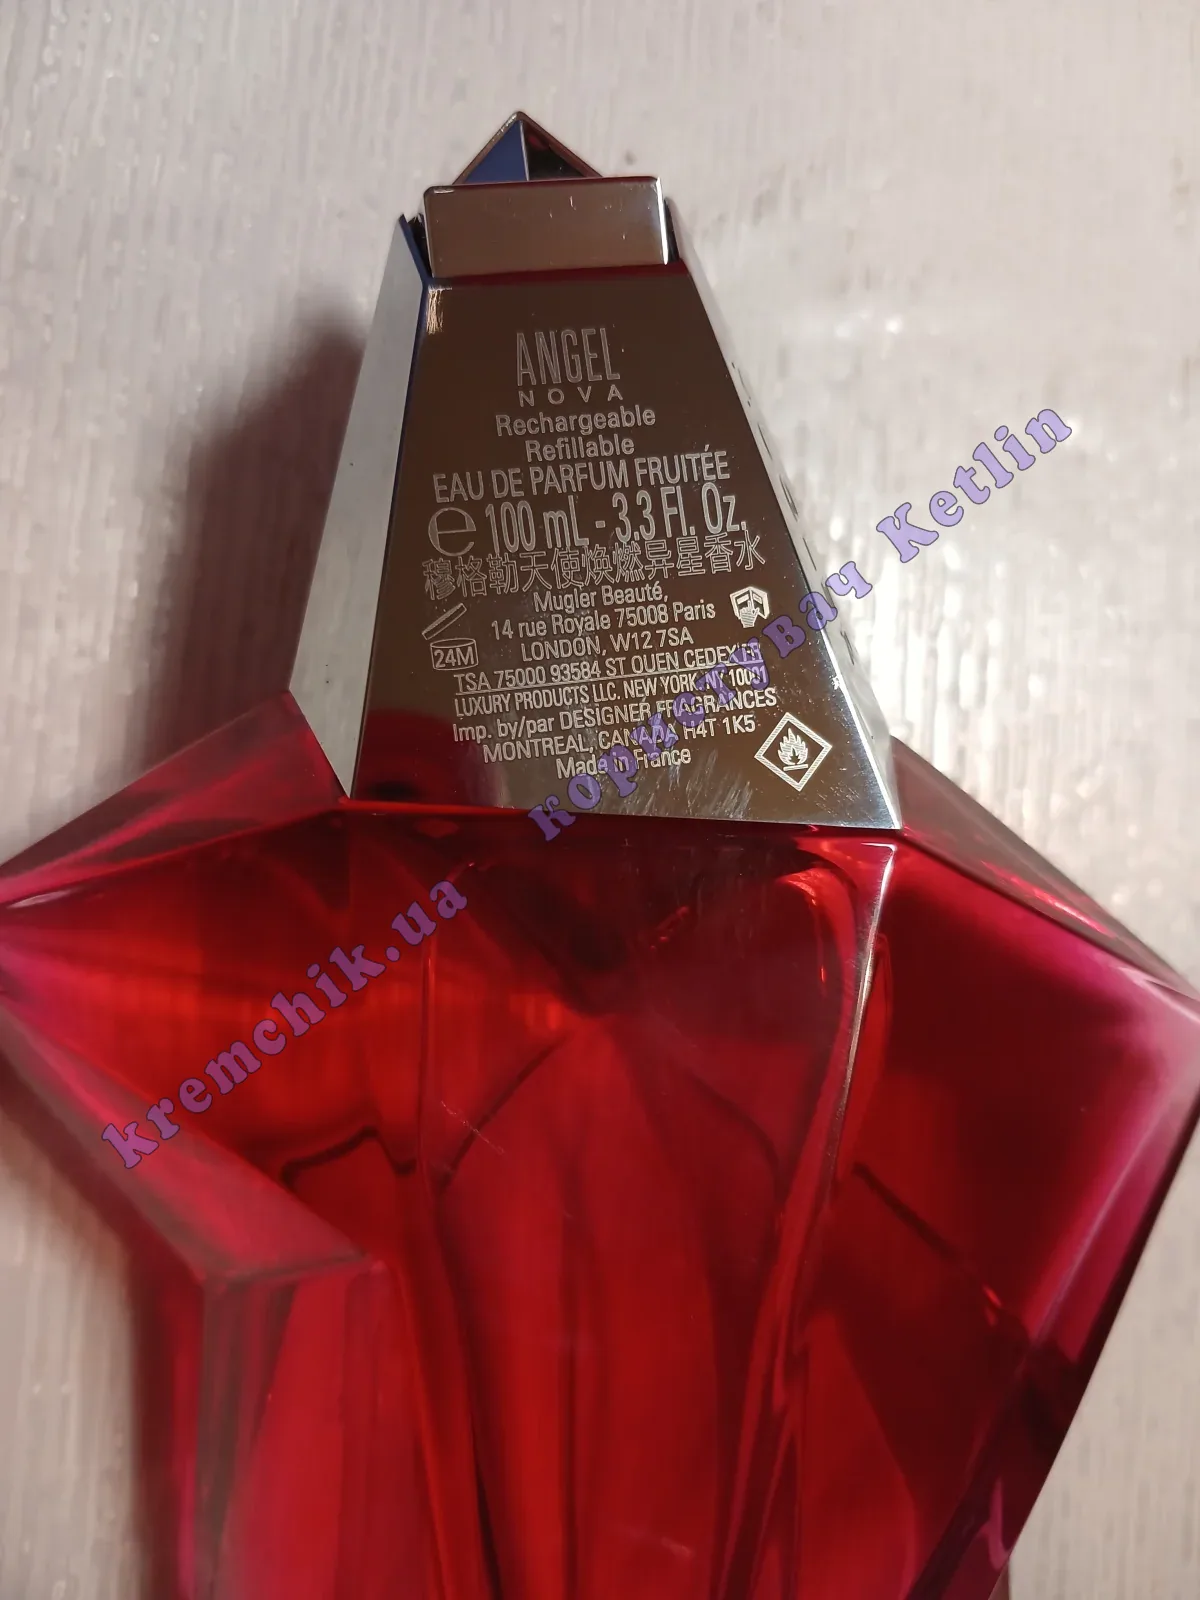 ANGEL
NOVA
Rechargeable
Refillable
EAU DE PARFUM FRUITÉE
℮ 100 mL - 3.3 Fl. Oz.
穆格勒天使焕燃异星香水
Mugler Beauté,
14 rue Royale 75008 Paris
LONDON, W12 7SA
24M
TSA 75000 93584 ST OUEN CEDEX/FR
LUXURY PRODUCTS LLC. NEW YORK, NY 10001
Imp. by/par DESIGNER FRAGRANCES
MONTREAL, CANADA H4T 1K5
Made in France
користувач Ketlin
kremchik.ua